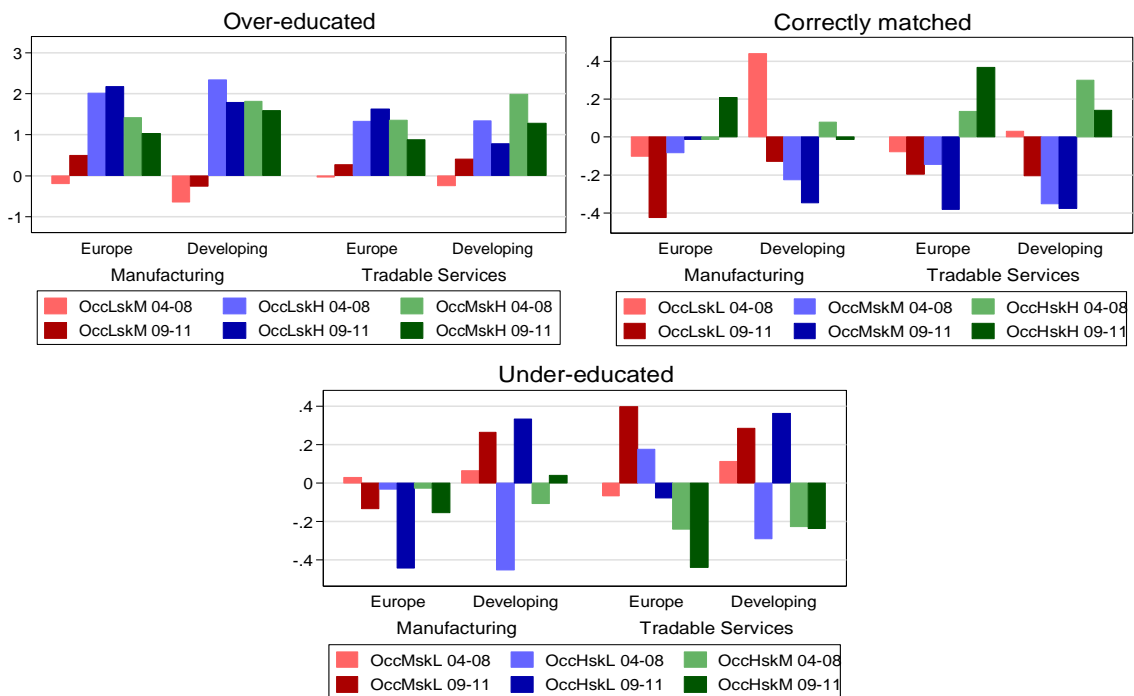 Over-educated
3
2
1
0
-1
Europe Developing Europe Developing
Manufacturing Tradable Services
OccLskM 04-08 OccLskH 04-08 OccMskH 04-08
OccLskM 09-11 OccLskH 09-11 OccMskH 09-11
Correctly matched
.4
.2
0
-.2
-.4
Europe Developing Europe Developing
Manufacturing Tradable Services
OccLskL 04-08 OccMskM 04-08 OccHskH 04-08
OccLskL 09-11 OccMskM 09-11 OccHskH 09-11
Under-educated
.4
.2
0
-.2
-.4
Europe Developing Europe Developing
Manufacturing Tradable Services
OccMskL 04-08 OccHskL 04-08 OccHskM 04-08
OccMskL 09-11 OccHskL 09-11 OccHskM 09-11